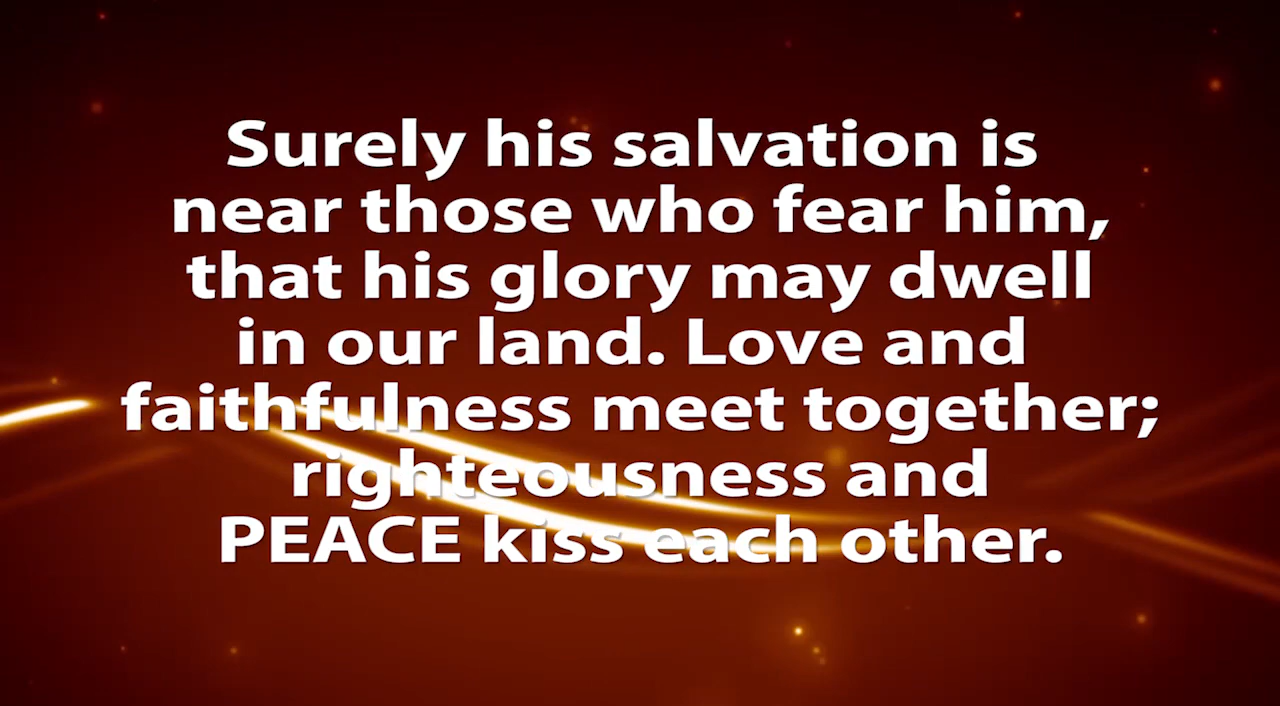 Surely his salvation is
near those who fear him,
that his glory may dwell
in our land. Love and
faithfulness meet together;
righteousness and
PEACE kiss each other.